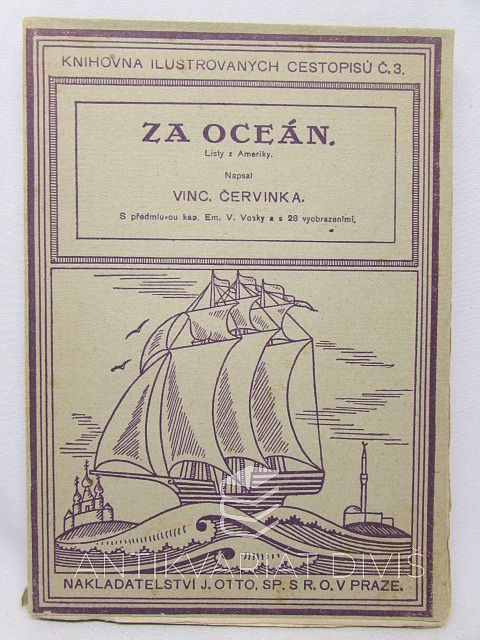 KNIHOVNA ILUSTROVANÝCH CESTOPISŮ Č. 3.
ZA OCEÁN.
Listy z Ameriky.
Napsal
VINC. ČERVINKA.
S předmluvou kap. Em. V. Vosky a s 28 vyobrazeními.
ANTIKVARIÁT DIVIŠ
NAKLADATELSTVÍ J. OTTO, SP. S R. O. V PRAZE.